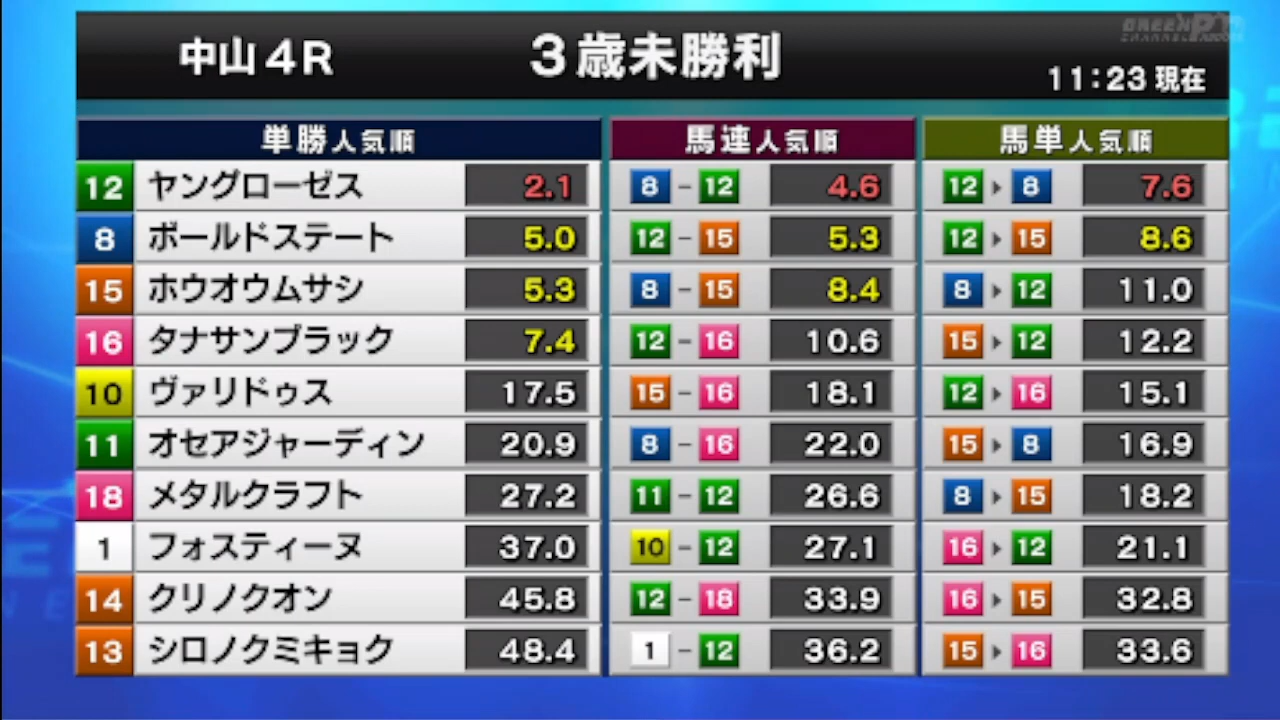 中山4R 3歳未勝利 11:23現在
GREEN CHANNEL
単勝人気順 馬連人気順 馬単人気順
12 ヤングローゼス 2.1 8 - 12 4.6 12 ▸ 8 7.6
8 ボールドステート 5.0 12 - 15 5.3 12 ▸ 15 8.6
15 ホウオウムサシ 5.3 8 - 15 8.4 8 ▸ 12 11.0
16 タナサンブラック 7.4 12 - 16 10.6 15 ▸ 12 12.2
10 ヴァリドゥス 17.5 15 - 16 18.1 12 ▸ 16 15.1
11 オセアジャーディン 20.9 8 - 16 22.0 15 ▸ 8 16.9
18 メタルクラフト 27.2 11 - 12 26.6 8 ▸ 15 18.2
1 フォスティーヌ 37.0 10 - 12 27.1 16 ▸ 12 21.1
14 クリノクオン 45.8 12 - 18 33.9 16 ▸ 15 32.8
13 シロノクミキョク 48.4 1 - 12 36.2 15 ▸ 16 33.6